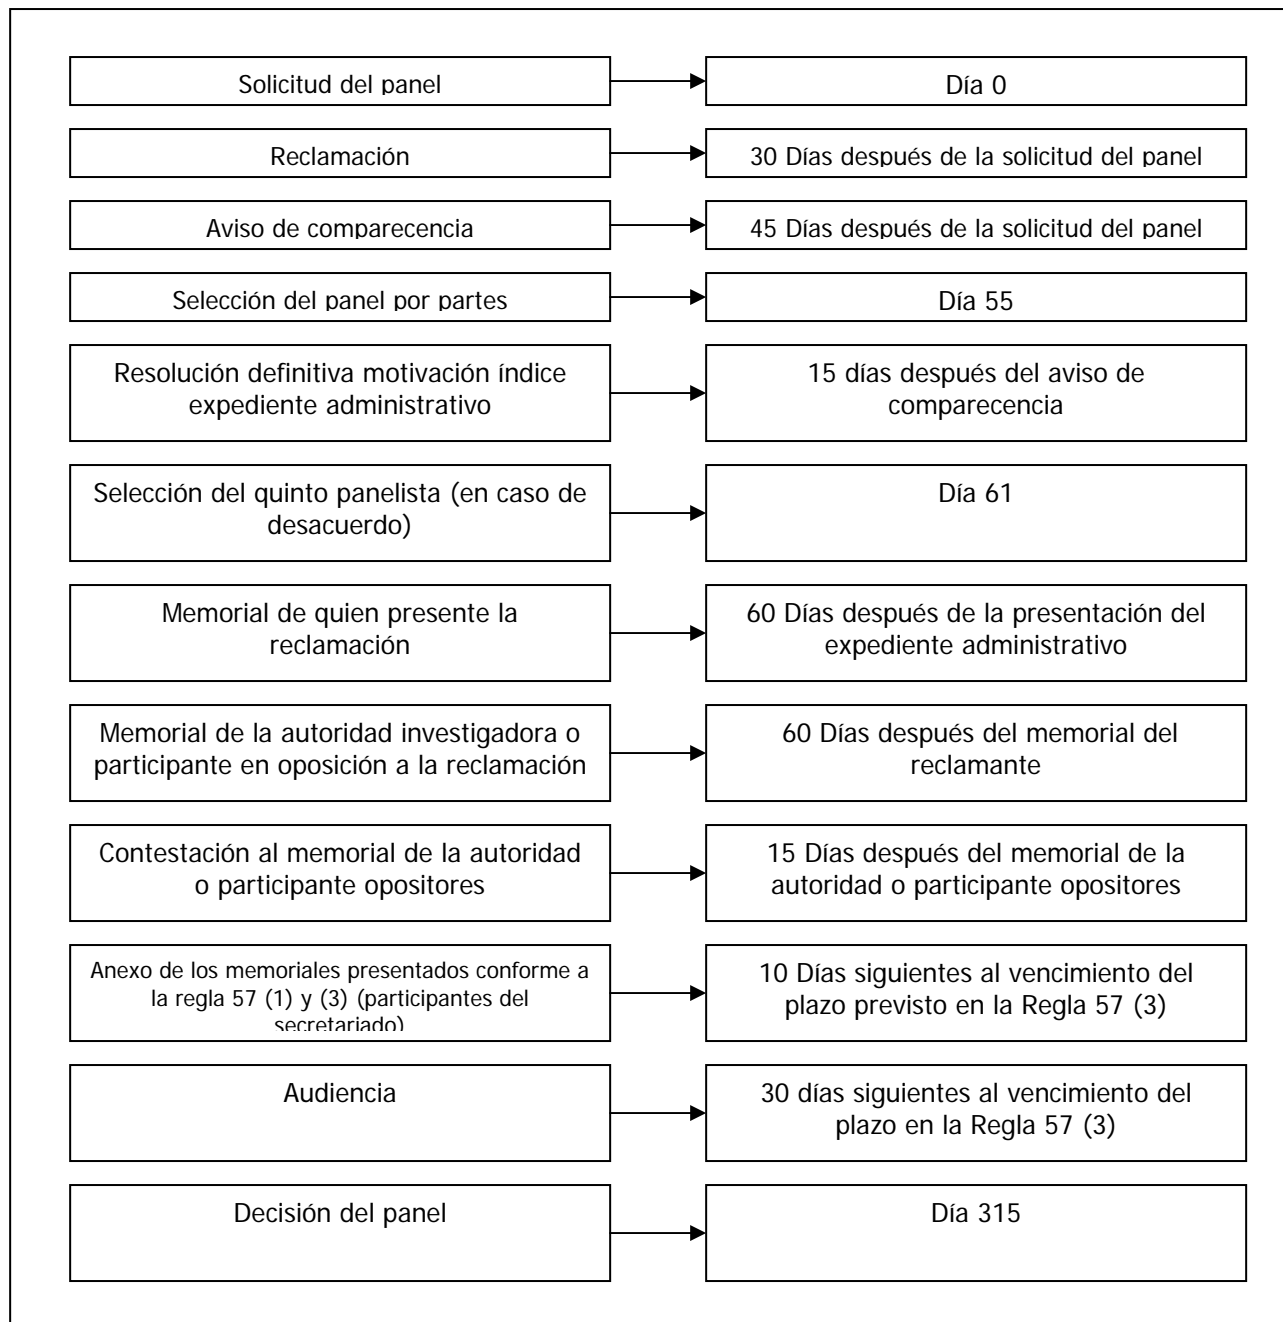 Solicitud del panel
Día 0
Reclamación
30 Días después de la solicitud del panel
Aviso de comparecencia
45 Días después de la solicitud del panel
Selección del panel por partes
Día 55
Resolución definitiva motivación índice
expediente administrativo
15 días después del aviso de
comparecencia
Selección del quinto panelista (en caso de
desacuerdo)
Día 61
Memorial de quien presente la
reclamación
60 Días después de la presentación del
expediente administrativo
Memorial de la autoridad investigadora o
participante en oposición a la reclamación
60 Días después del memorial del
reclamante
Contestación al memorial de la autoridad
o participante opositores
15 Días después del memorial de la
autoridad o participante opositores
Anexo de los memoriales presentados conforme a
la regla 57 (1) y (3) (participantes del
secretariado)
10 Días siguientes al vencimiento del
plazo previsto en la Regla 57 (3)
Audiencia
30 días siguientes al vencimiento del
plazo en la Regla 57 (3)
Decisión del panel
Día 315